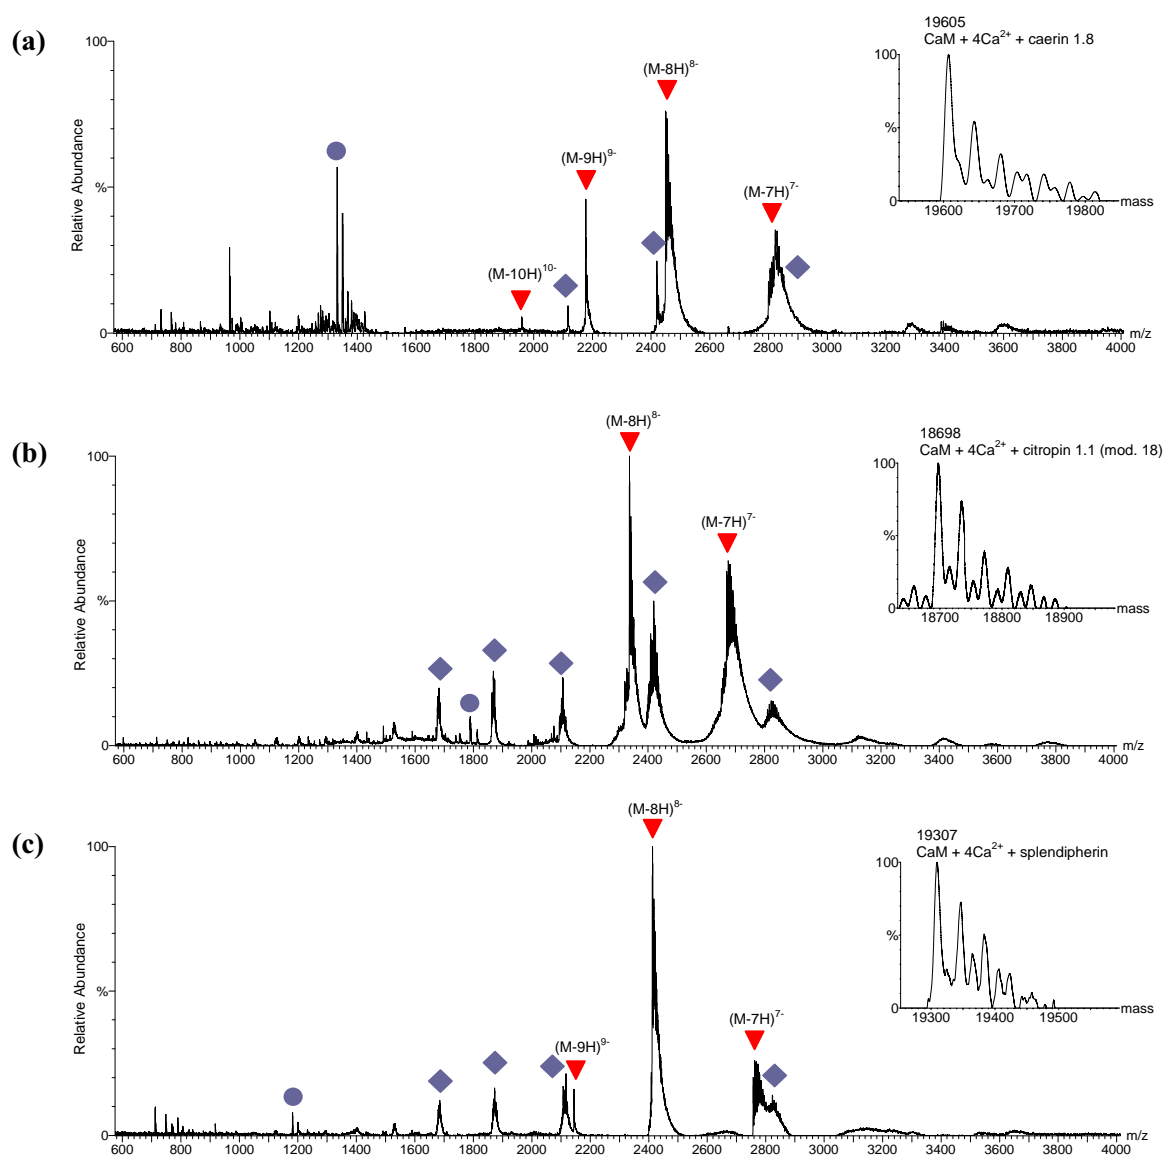 (a)
19605
CaM + 4Ca²⁺ + caerin 1.8
100
%
0
19600 19700 19800 mass
100
Relative Abundance
%
0
(M-10H)¹⁰⁻
(M-9H)⁹⁻
(M-8H)⁸⁻
(M-7H)⁷⁻
600 800 1000 1200 1400 1600 1800 2000 2200 2400 2600 2800 3000 3200 3400 3600 3800 4000 m/z
(b)
18698
CaM + 4Ca²⁺ + citropin 1.1 (mod. 18)
100
%
0
18700 18800 18900 mass
100
Relative Abundance
%
0
(M-8H)⁸⁻
(M-7H)⁷⁻
600 800 1000 1200 1400 1600 1800 2000 2200 2400 2600 2800 3000 3200 3400 3600 3800 4000 m/z
(c)
19307
CaM + 4Ca²⁺ + splendipherin
100
%
0
19300 19400 19500 mass
100
Relative Abundance
%
0
(M-9H)⁹⁻
(M-8H)⁸⁻
(M-7H)⁷⁻
600 800 1000 1200 1400 1600 1800 2000 2200 2400 2600 2800 3000 3200 3400 3600 3800 4000 m/z